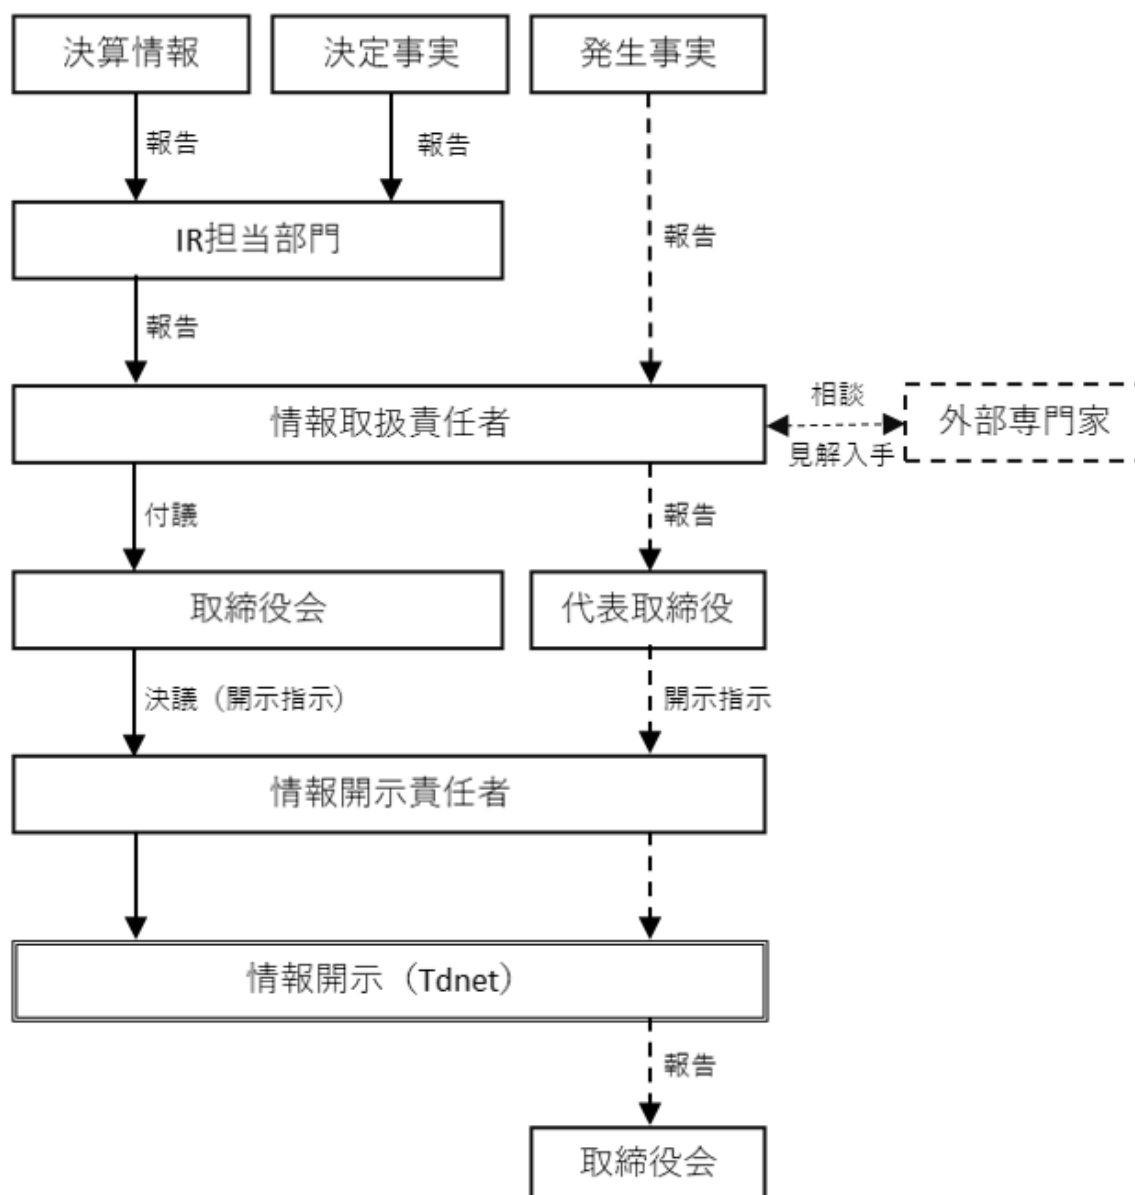 決算情報
決定事実
発生事実
報告
報告
IR担当部門
報告
報告
情報取扱責任者
相談
見解入手
外部専門家
付議
報告
取締役会
代表取締役
決議（開示指示）
開示指示
情報開示責任者
情報開示（Tdnet）
報告
取締役会